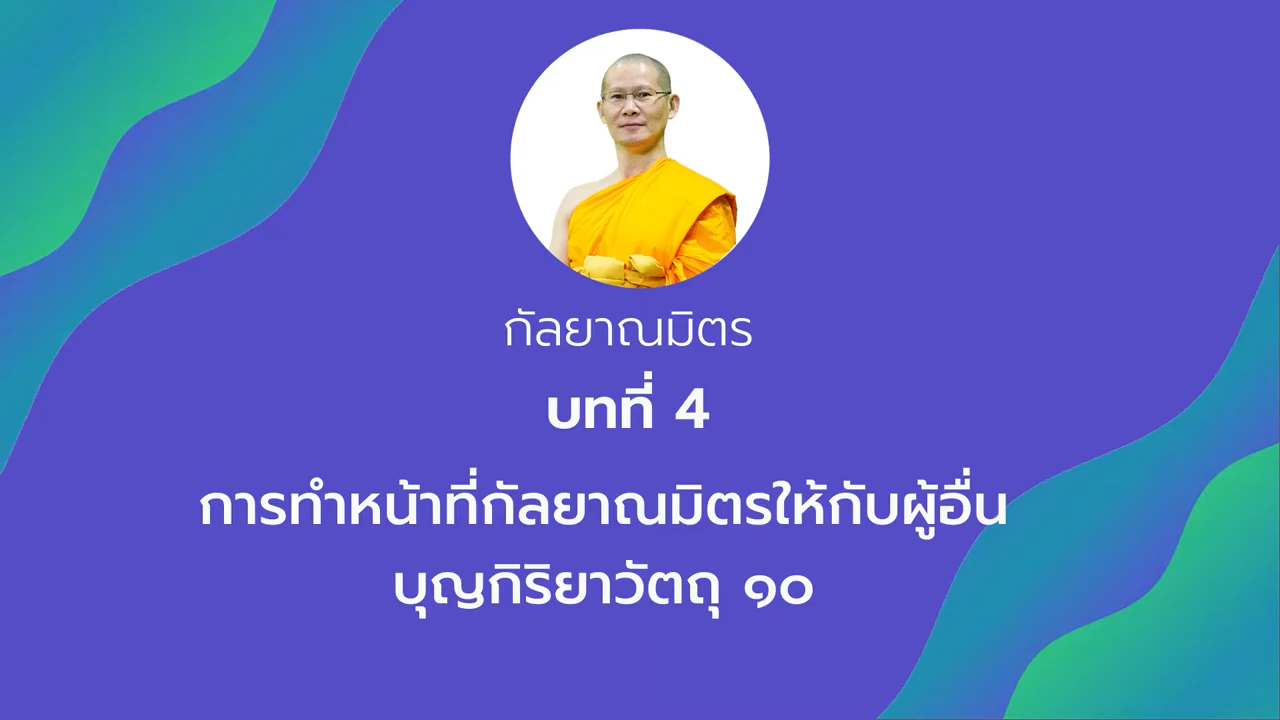 กัลยาณมิตร
บทที่ 4
การทำหน้าที่กัลยาณมิตรให้กับผู้อื่น
บุญกิริยาวัตถุ ๑๐